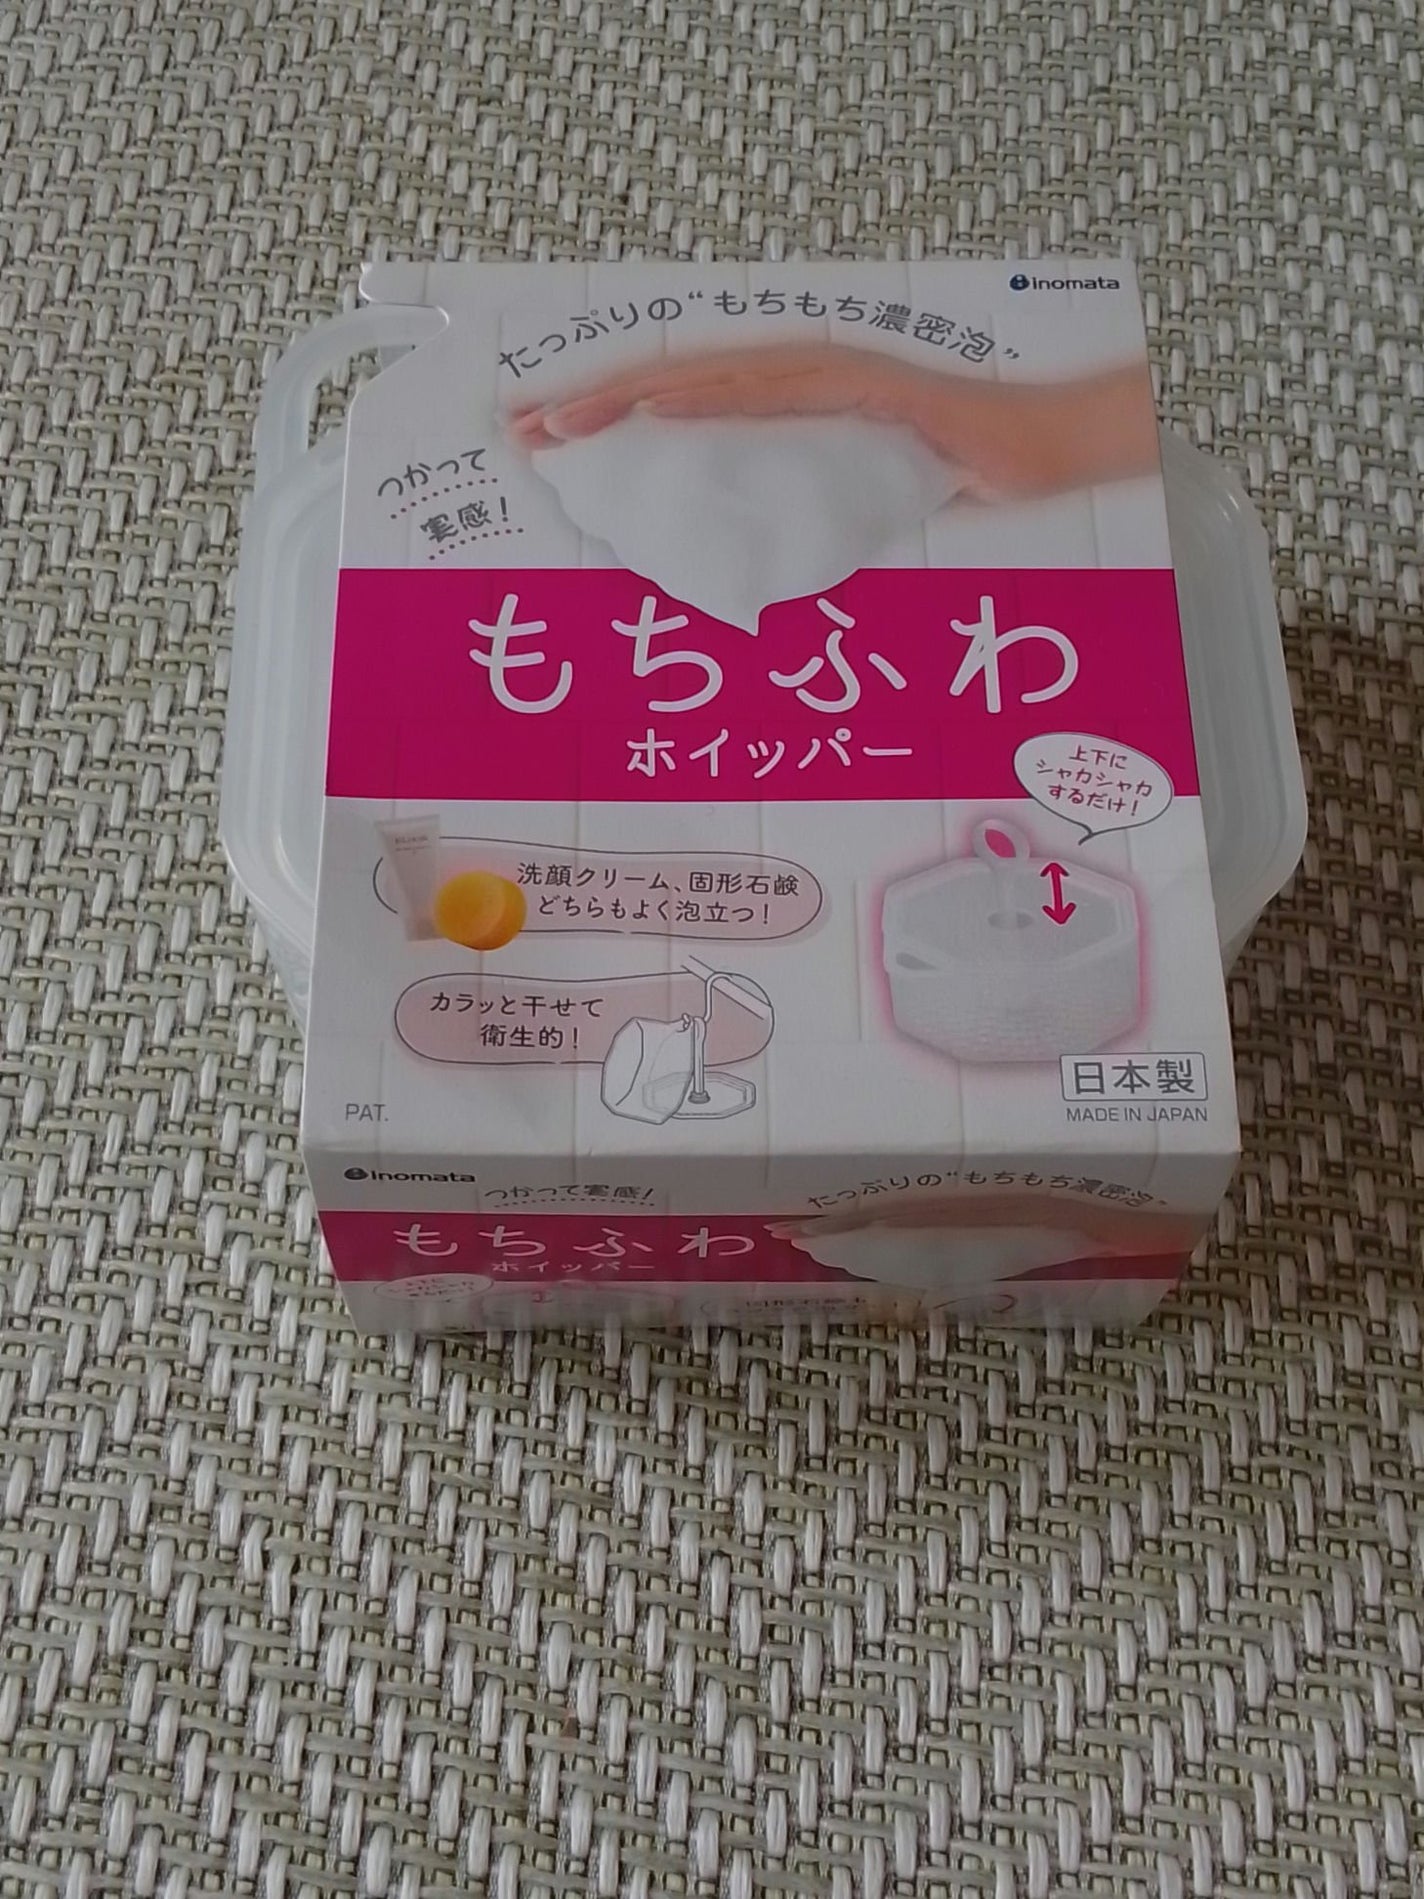 inomata
たっぷりの“もちもち濃密泡”
つかって
実感！
もちふわ
ホイッパー
上下に
シャカシャカ
するだけ！
洗顔クリーム、固形石鹸
どちらもよく泡立つ！
カラッと干せて
衛生的！
日本製
PAT.
MADE IN JAPAN
inomata
つかって実感！
たっぷりの“もちもち濃密泡”
もちふわ
ホイッパー